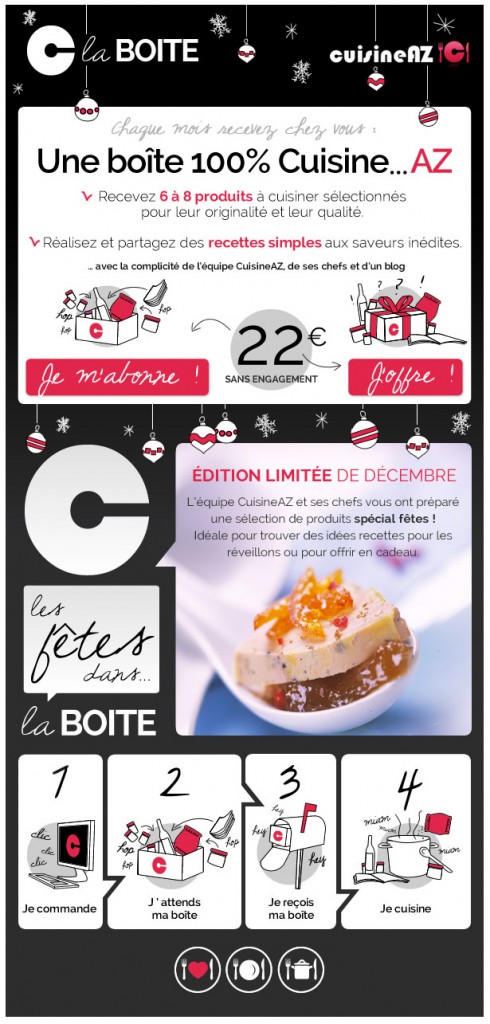 la BOITE
cuisineAZ
Chaque mois recevez chez vous :
Une boîte 100% Cuisine...AZ
Recevez 6 à 8 produits à cuisiner sélectionnés
pour leur originalité et leur qualité.
Réalisez et partagez des recettes simples aux saveurs inédites.
... avec la complicité de l'équipe CuisineAZ, de ses chefs et d'un blog
hop
hop
hop
C
! ? ? !
C
22€
SANS ENGAGEMENT
Je m'abonne !
J'offre !
ÉDITION LIMITÉE DE DÉCEMBRE
L'équipe CuisineAZ et ses chefs vous ont préparé
une sélection de produits spécial fêtes !
Idéale pour trouver des idées recettes pour les
réveillons ou pour offrir en cadeau.
les
fêtes
dans...
la BOITE
1
clic
clic
clic
C
Je commande
2
hop
hop
hop
C
J ' attends
ma boîte
3
hey
hey
hey
C
Je reçois
ma boîte
4
miam
miam
miam
Je cuisine